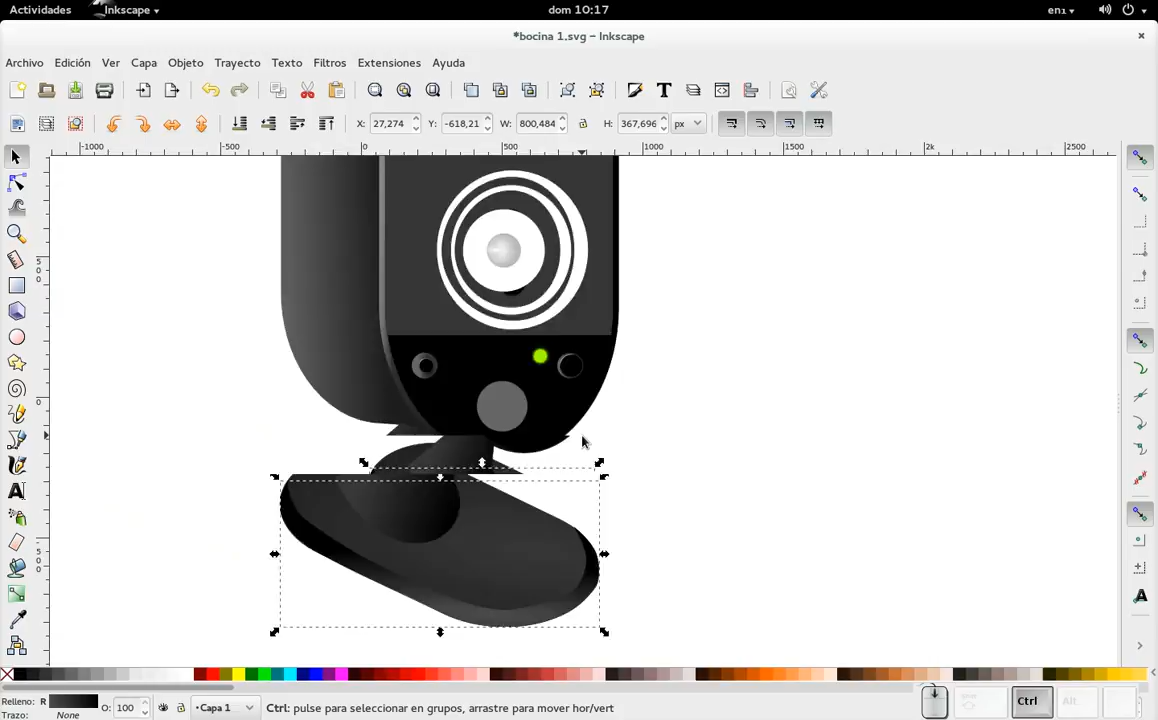 Actividades Inkscape dom 10:17 en1
*bocina 1.svg – Inkscape
Archivo Edición Ver Capa Objeto Trayecto Texto Filtros Extensiones Ayuda
X: 27,274 Y: -618,21 W: 800,484 H: 367,696 px
-1000 -500 0 500 1000 1500 2k 2500
Relleno: R O: 100 •Capa 1 Ctrl: pulse para seleccionar en grupos, arrastre para mover hor/vert
Trazo: None
Ctrl Alt